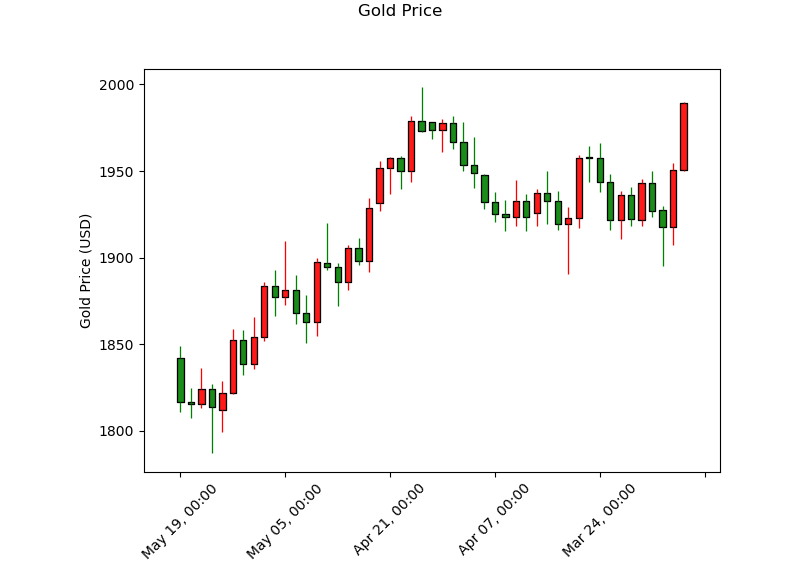 Gold Price
Gold Price (USD)
2000
1950
1900
1850
1800
May 19, 00:00
May 05, 00:00
Apr 21, 00:00
Apr 07, 00:00
Mar 24, 00:00